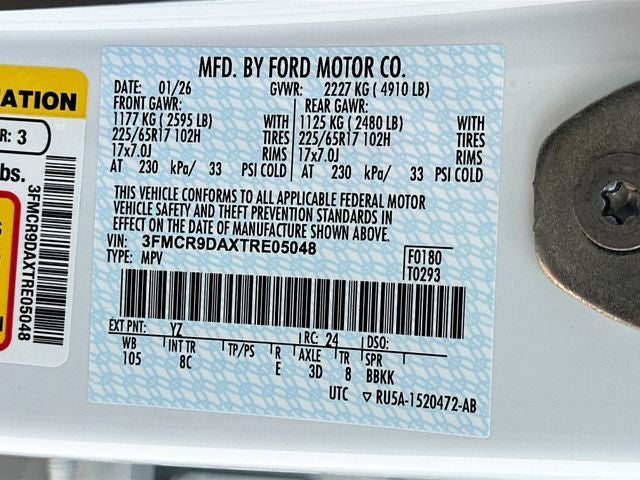 MFD. BY FORD MOTOR CO.
DATE: 01/26 GVWR: 2227 KG ( 4910 LB)
FRONT GAWR: REAR GAWR:
1177 KG ( 2595 LB) WITH 1125 KG ( 2480 LB) WITH
225/65R17 102H TIRES 225/65R17 102H TIRES
17x7.0J RIMS 17x7.0J RIMS
AT 230 kPa/ 33 PSI COLD AT 230 kPa/ 33 PSI COLD
THIS VEHICLE CONFORMS TO ALL APPLICABLE FEDERAL MOTOR
VEHICLE SAFETY AND THEFT PREVENTION STANDARDS IN
EFFECT ON THE DATE OF MANUFACTURE SHOWN ABOVE.
VIN: 3FMCR9DAXTRE05048
TYPE: MPV
F0180
T0293
EXT PNT: YZ RC: 24 DSO:
WB INT TR TP/PS R AXLE TR SPR
105 8C E 3D 8 BBKK
UTC ▽ RU5A-1520472-AB
ATION
R: 3
bs.
3FMCR9DAXTRE05048